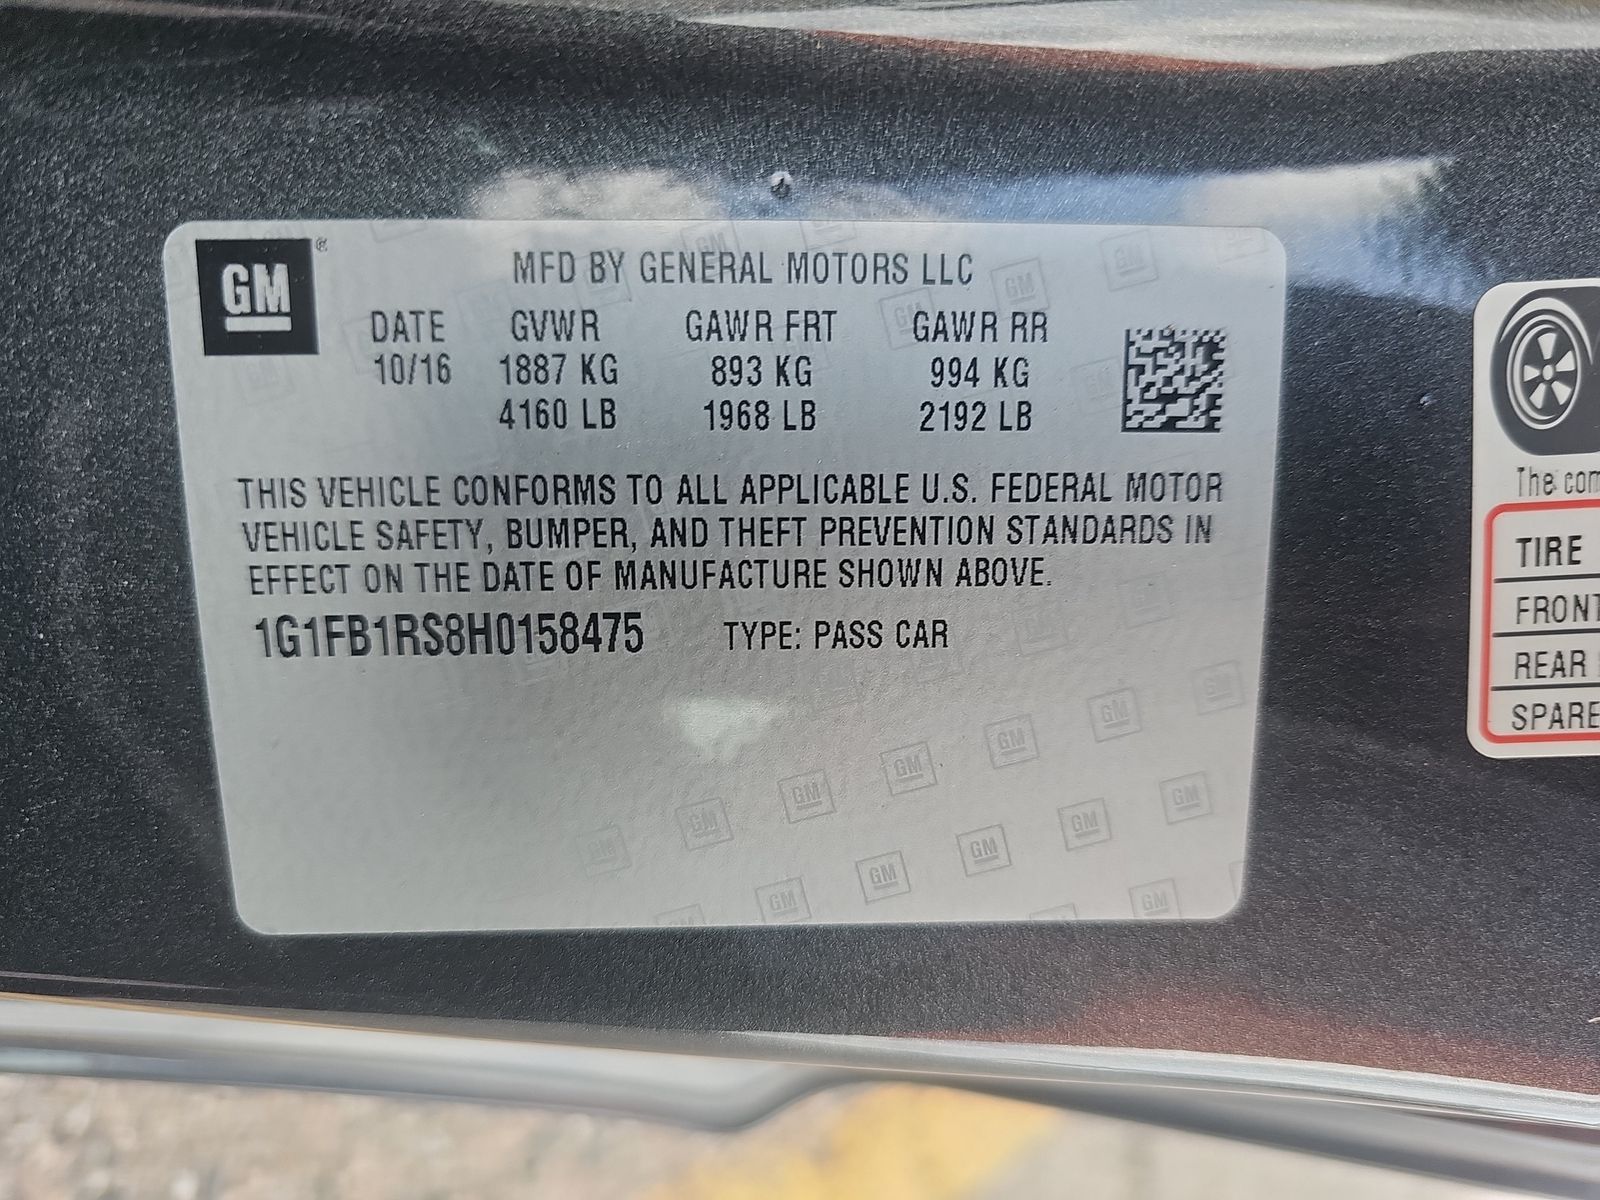 GM ®
MFD BY GENERAL MOTORS LLC
DATE GVWR GAWR FRT GAWR RR
10/16 1887 KG 893 KG 994 KG
4160 LB 1968 LB 2192 LB
THIS VEHICLE CONFORMS TO ALL APPLICABLE U.S. FEDERAL MOTOR
VEHICLE SAFETY, BUMPER, AND THEFT PREVENTION STANDARDS IN
EFFECT ON THE DATE OF MANUFACTURE SHOWN ABOVE.
1G1FB1RS8H0158475 TYPE: PASS CAR
The com
TIRE
FRONT
REAR
SPARE